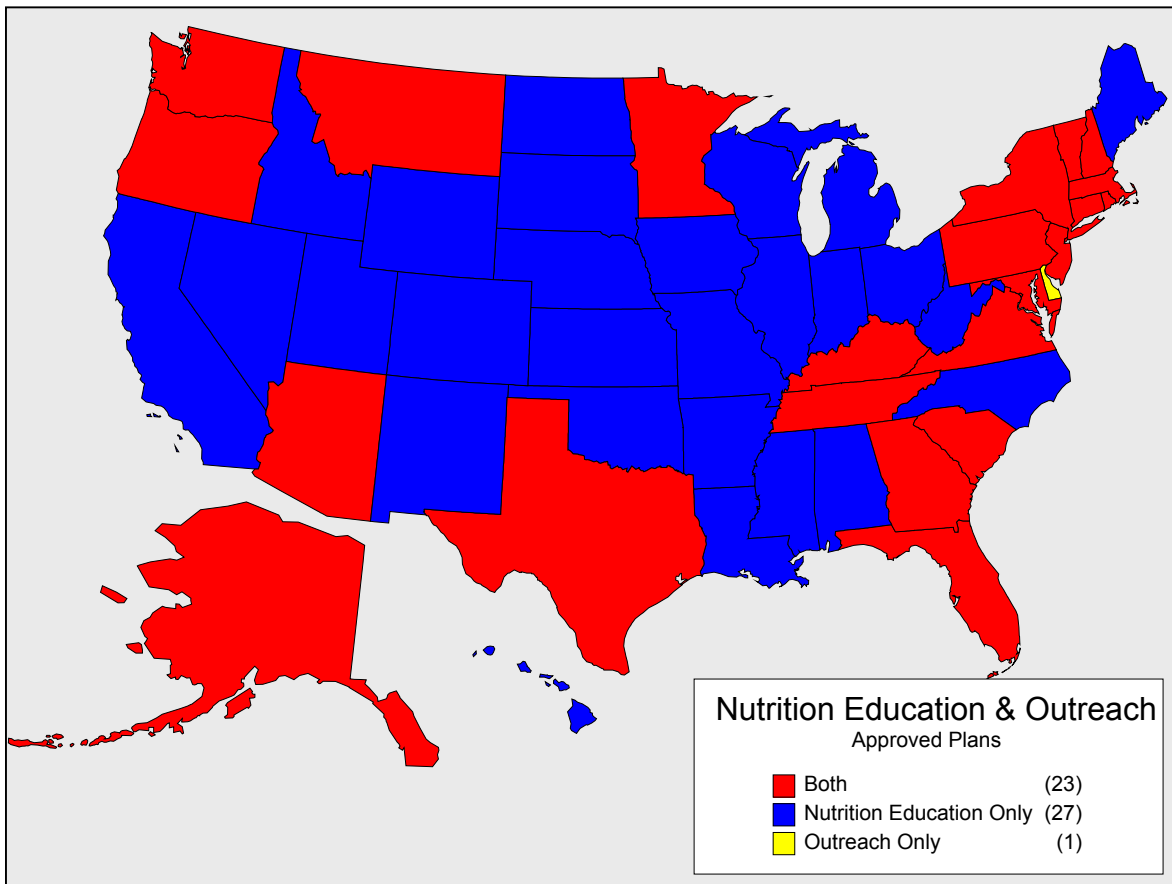 Nutrition Education & Outreach
Approved Plans
Both (23)
Nutrition Education Only (27)
Outreach Only (1)